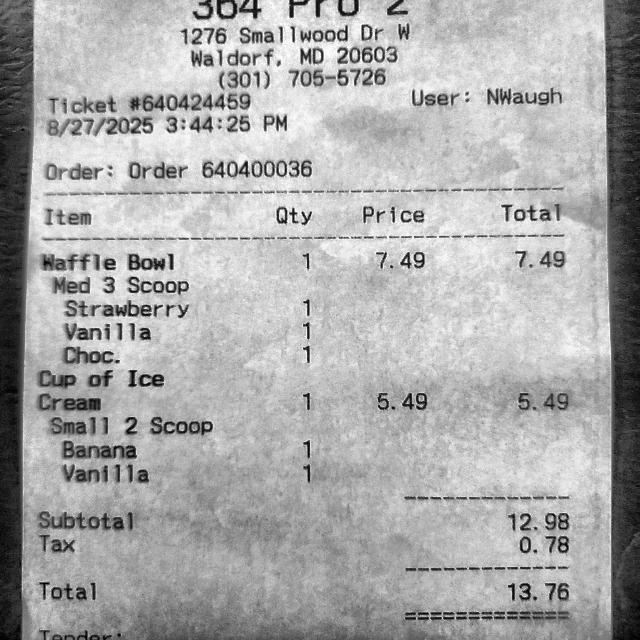 364 Pro 2
1276 Smallwood Dr W
Waldorf, MD 20603
(301) 705-5726
Ticket #640424459 User: NWaugh
8/27/2025 3:44:25 PM
Order: Order 640400036
Item Qty Price Total
Waffle Bowl 1 7.49 7.49
Med 3 Scoop
Strawberry 1
Vanilla 1
Choc. 1
Cup of Ice
Cream 1 5.49 5.49
Small 2 Scoop
Banana 1
Vanilla 1
Subtotal 12.98
Tax 0.78
Total 13.76
Tender: